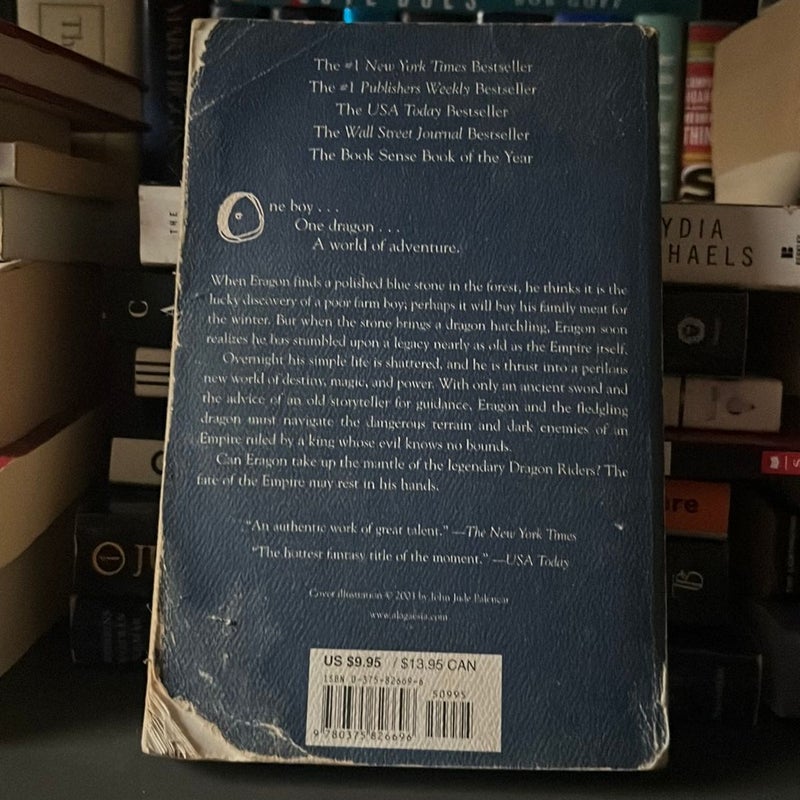 The #1 New York Times Bestseller
The #1 Publishers Weekly Bestseller
The USA Today Bestseller
The Wall Street Journal Bestseller
The Book Sense Book of the Year
One boy . . .
One dragon . . .
A world of adventure.
When Eragon finds a polished blue stone in the forest, he thinks it is the
lucky discovery of a poor farm boy; perhaps it will buy his family meat for
the winter. But when the stone brings a dragon hatchling, Eragon soon
realizes he has stumbled upon a legacy nearly as old as the Empire itself.
Overnight his simple life is shattered, and he is thrust into a perilous
new world of destiny, magic, and power. With only an ancient sword and
the advice of an old storyteller for guidance, Eragon and the fledgling
dragon must navigate the dangerous terrain and dark enemies of an
Empire ruled by a king whose evil knows no bounds.
Can Eragon take up the mantle of the legendary Dragon Riders? The
fate of the Empire may rest in his hands.
"An authentic work of great talent." —The New York Times
"The hottest fantasy title of the moment." —USA Today
Cover illustration © 2003 by John Jude Palencar
www.alagaesia.com
US $9.95 / $13.95 CAN
ISBN 0-375-82669-6
50995
9 780375 826696
YDIA
HAELS
THE